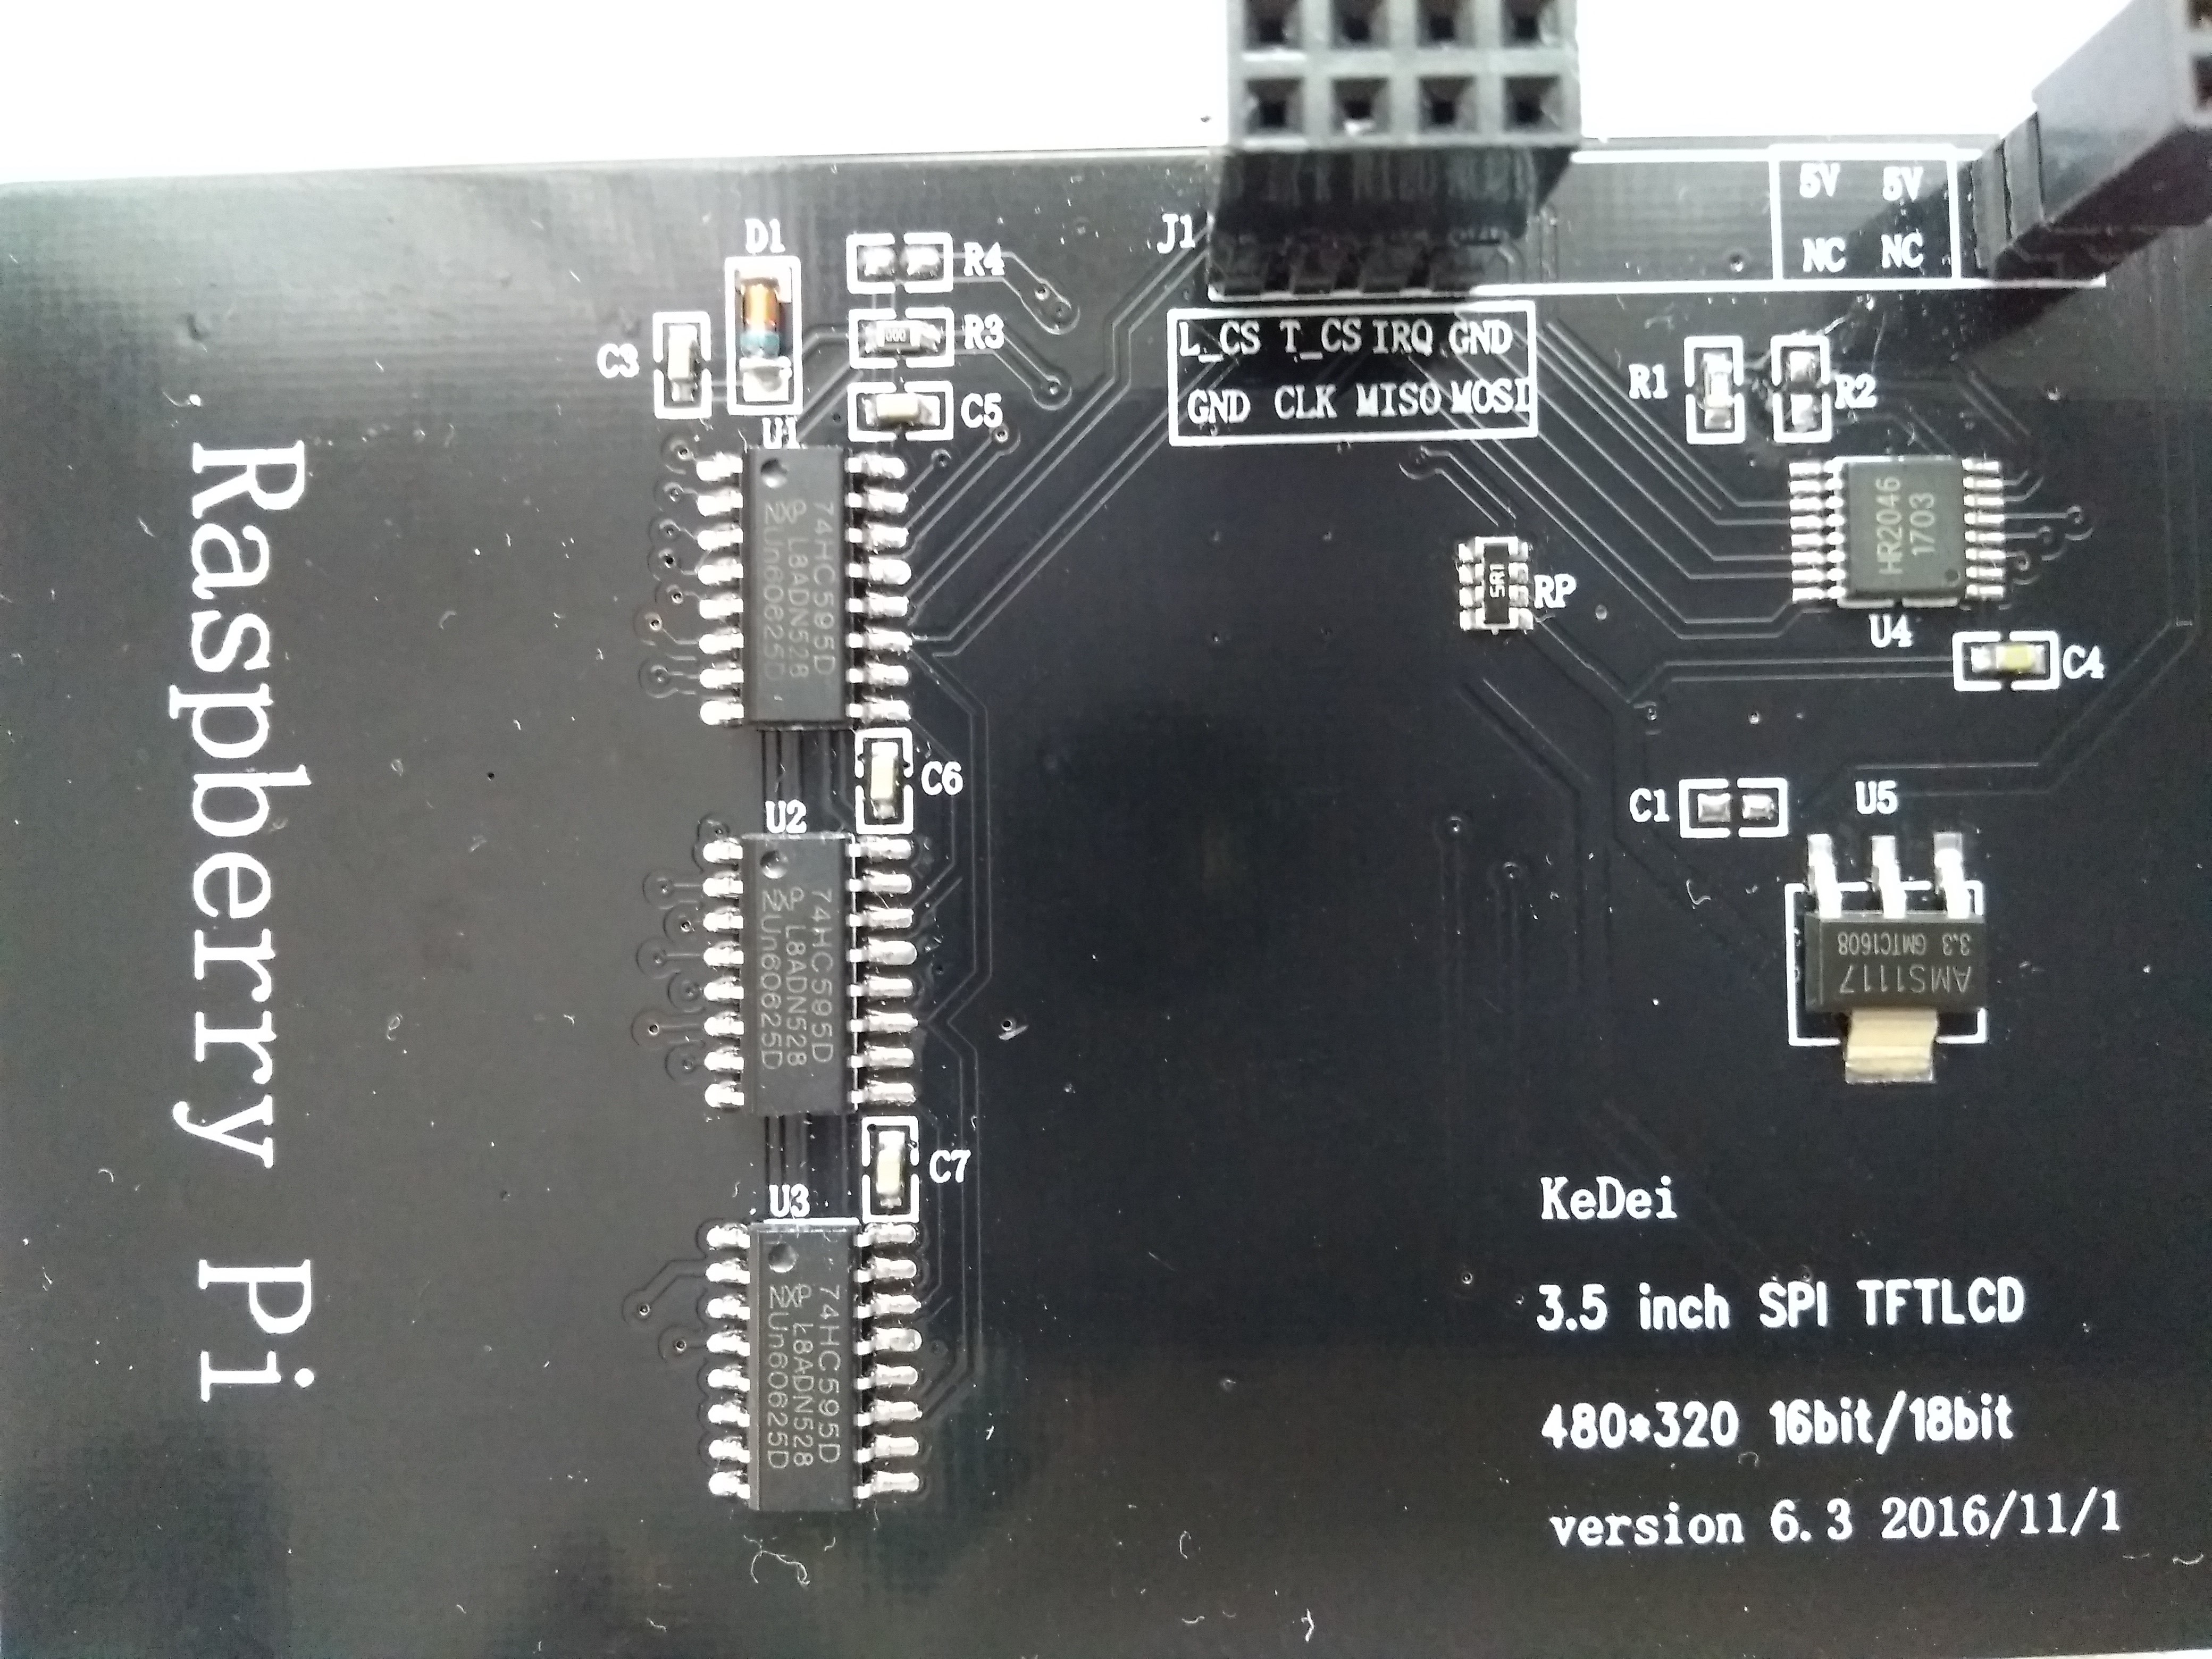 5V 5V
NC NC
J1
L_CS T_CS IRQ GND
GND CLK MISO MOSI
D1
R4
R3
C3
C5
R1
R2
U1
74HC595D
L8ADN528
2Un60625D
HR2046
1703
U4
RP
C4
C6
U2
74HC595D
L8ADN528
2Un60625D
C1
U5
AMS1117
3.3 GMTC1608
C7
U3
74HC595D
L8ADN528
2Un60625D
Raspberry Pi
KeDei
3.5 inch SPI TFTLCD
480*320 16bit/18bit
version 6.3 2016/11/1